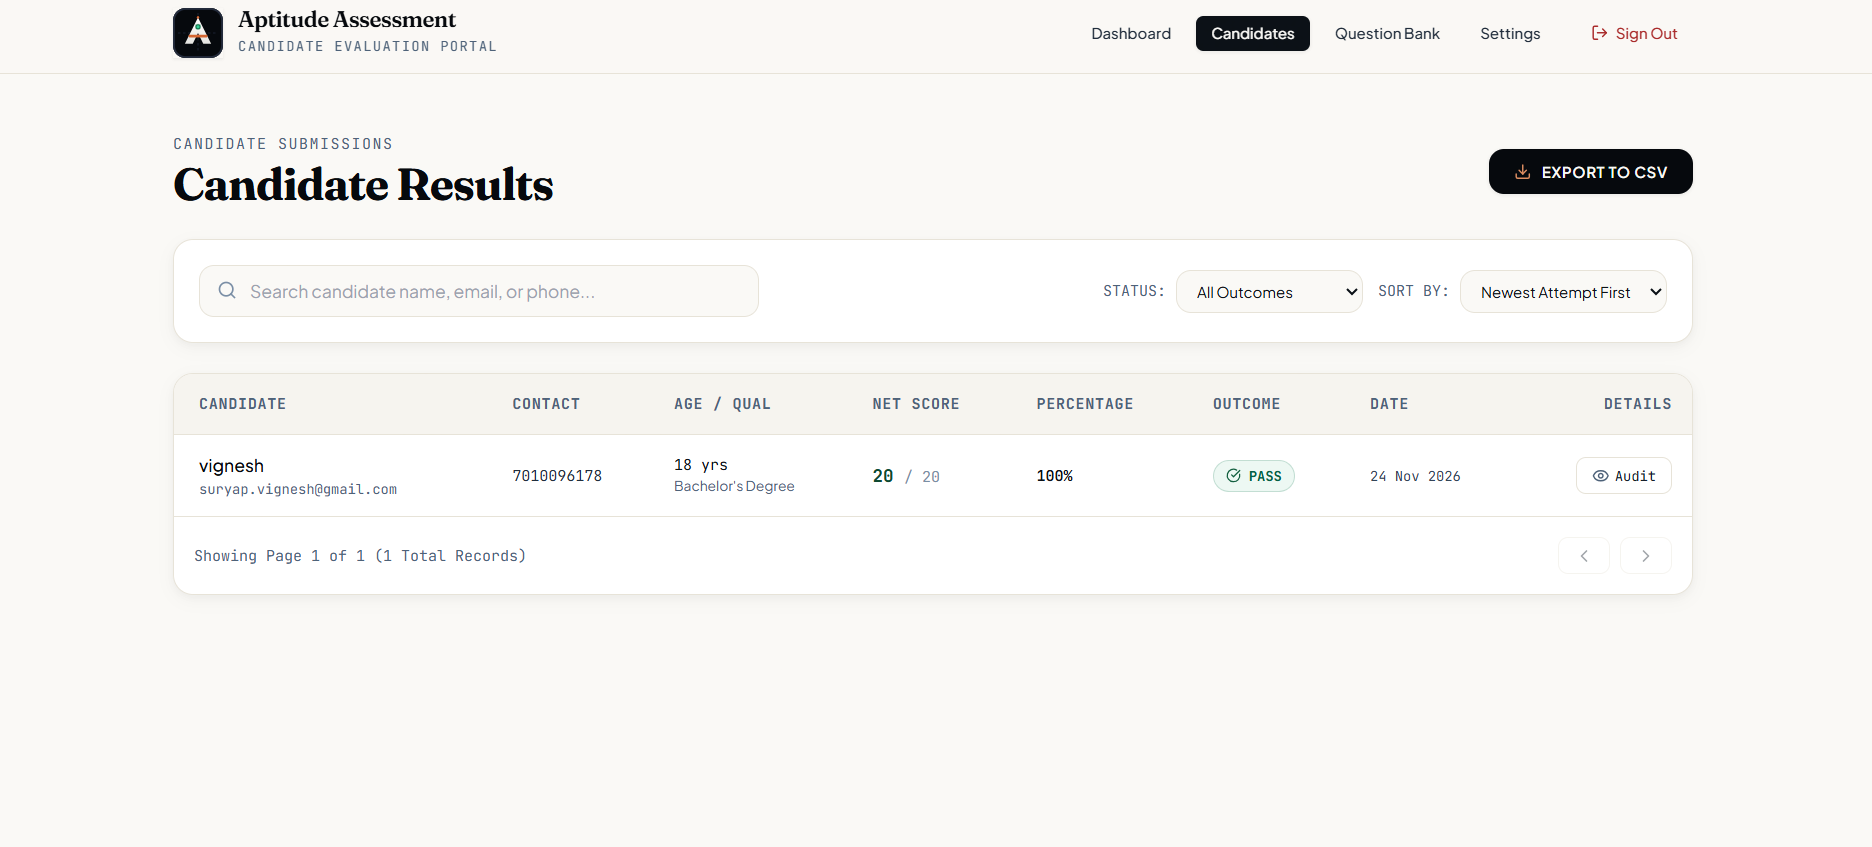 Aptitude Assessment
CANDIDATE EVALUATION PORTAL
Dashboard Candidates Question Bank Settings Sign Out
CANDIDATE SUBMISSIONS
Candidate Results
EXPORT TO CSV
Search candidate name, email, or phone...
STATUS: All Outcomes SORT BY: Newest Attempt First
CANDIDATE CONTACT AGE / QUAL NET SCORE PERCENTAGE OUTCOME DATE DETAILS
vignesh 7010096178 18 yrs 20 / 20 100% PASS 24 Nov 2026 Audit
suryap.vignesh@gmail.com Bachelor's Degree
Showing Page 1 of 1 (1 Total Records)